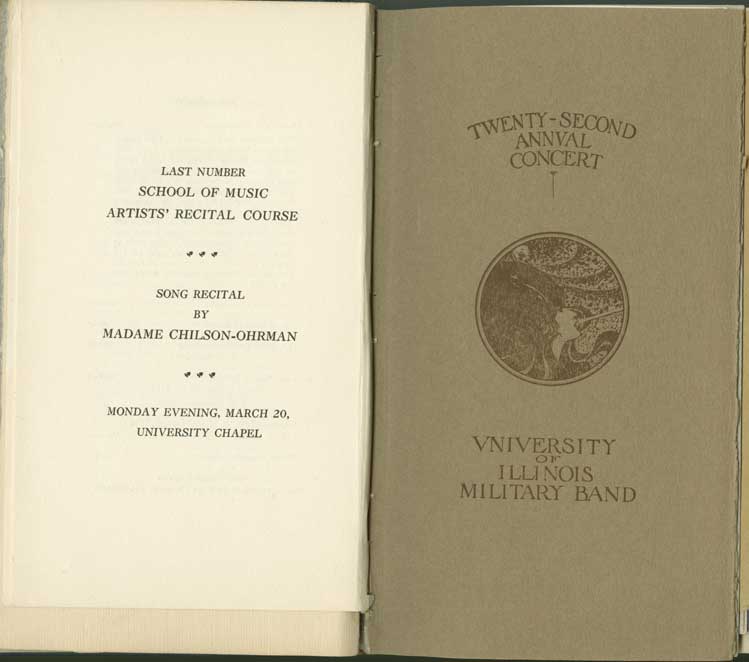 LAST NUMBER
SCHOOL OF MUSIC
ARTISTS' RECITAL COURSE
SONG RECITAL
BY
MADAME CHILSON-OHRMAN
MONDAY EVENING, MARCH 20,
UNIVERSITY CHAPEL
TWENTY-SECOND
ANNVAL
CONCERT
VNIVERSITY
OF
ILLINOIS
MILITARY BAND